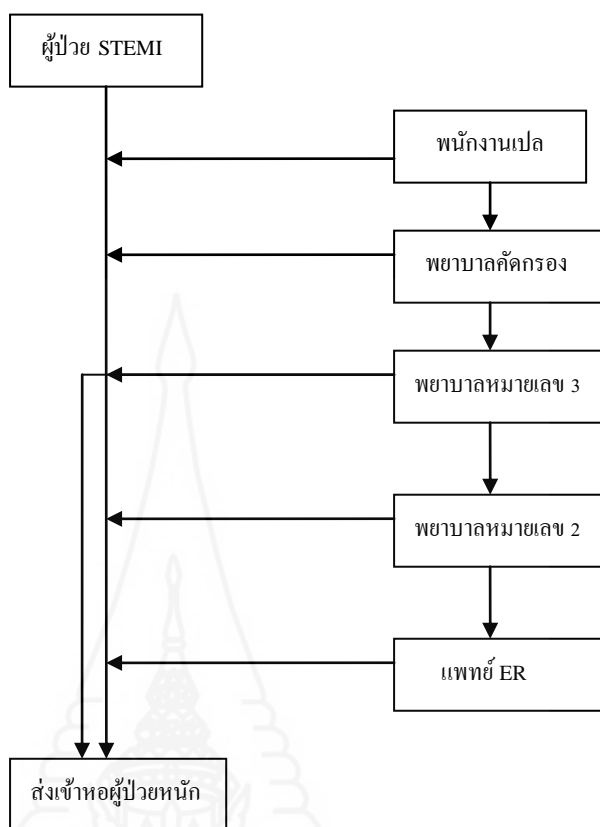 ผู้ป่วย STEMI
พนักงานเปล
พยาบาลคัดกรอง
พยาบาลหมายเลข 3
พยาบาลหมายเลข 2
แพทย์ ER
ส่งเข้าหอผู้ป่วยหนัก